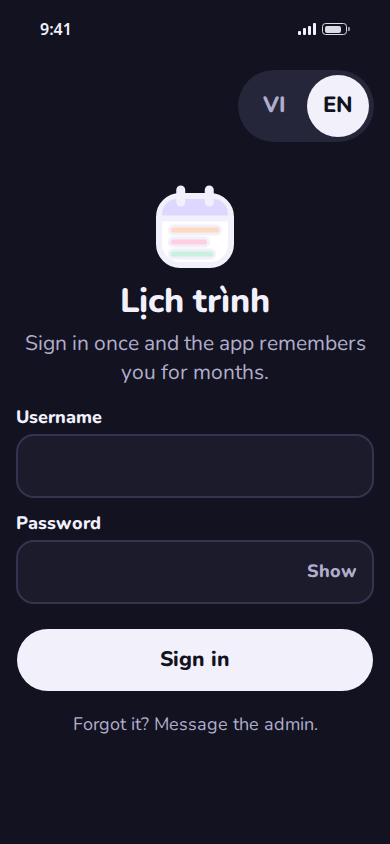 9:41
VI
EN
Lịch trình
Sign in once and the app remembers
you for months.
Username
Password
Show
Sign in
Forgot it? Message the admin.